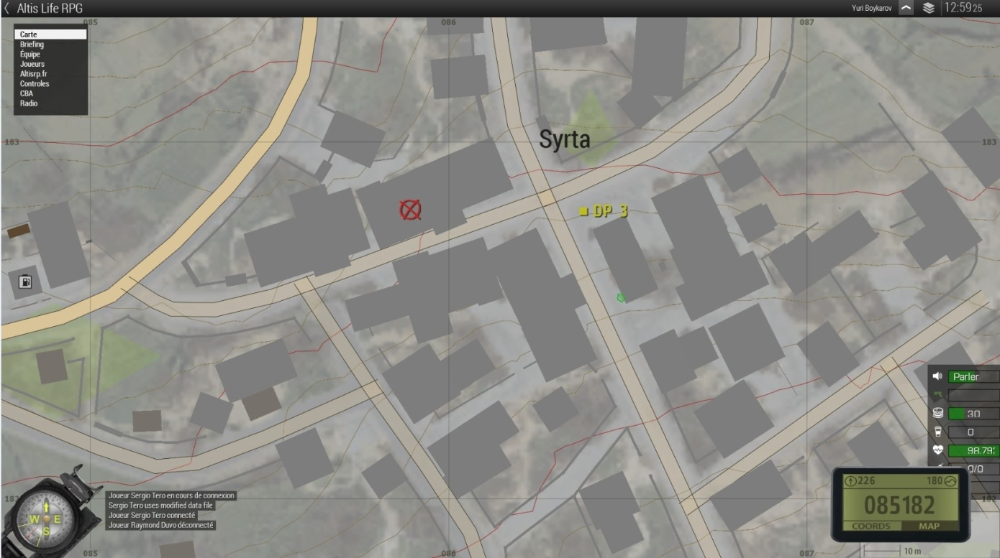 Altis Life RPG
Yuri Boykarov
12:59 25
085
086
087
Carte
Briefing
Équipe
Joueurs
Altisrp.fr
Controles
CBA
Radio
183
183
Syrta
DP 3
Parler
30
0
98.79
0/0
226
180
085182
COORDS
MAP
182
182
W E
S
Joueur Sergio Tero en cours de connexion
Sergio Tero uses modified data file
Joueur Sergio Tero connecté
Joueur Raymond Duvo déconnecté
085
086
087
10 m